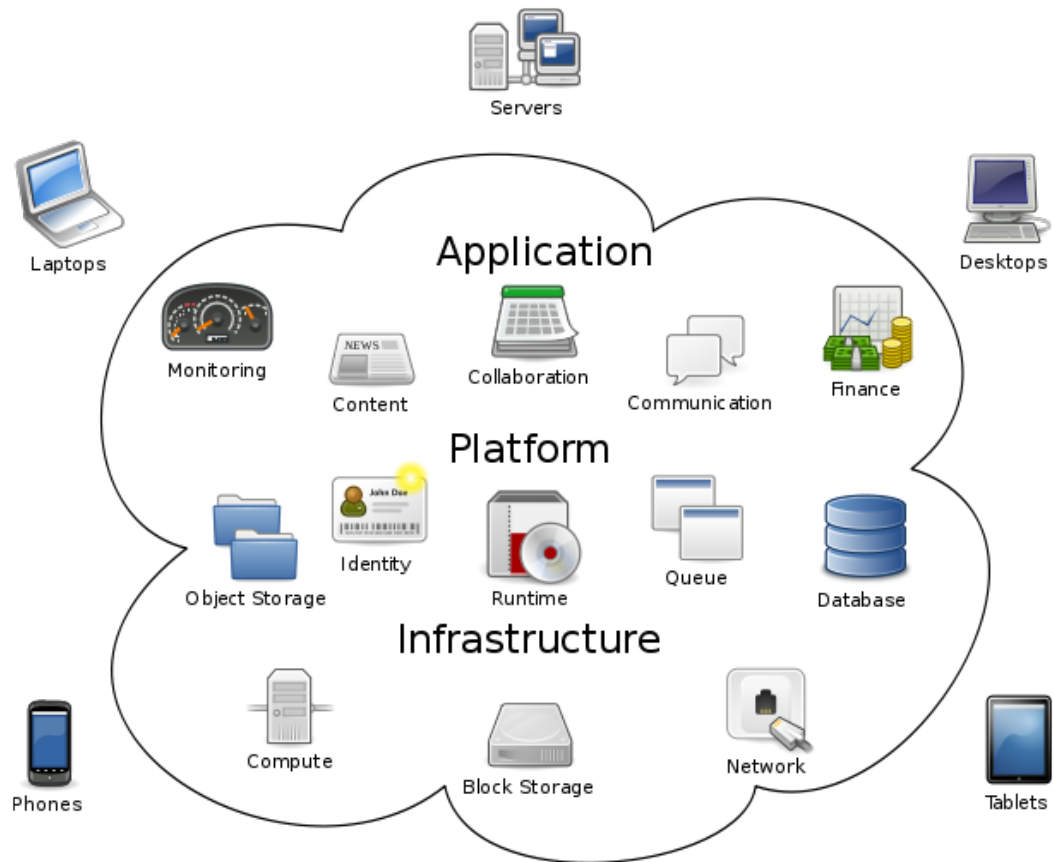 Servers
Laptops
Desktops
Application
Monitoring
NEWS
Content
Collaboration
Communication
Finance
Platform
Object Storage
John Doe
Identity
Runtime
Queue
Database
Infrastructure
Compute
Block Storage
Network
Phones
Tablets